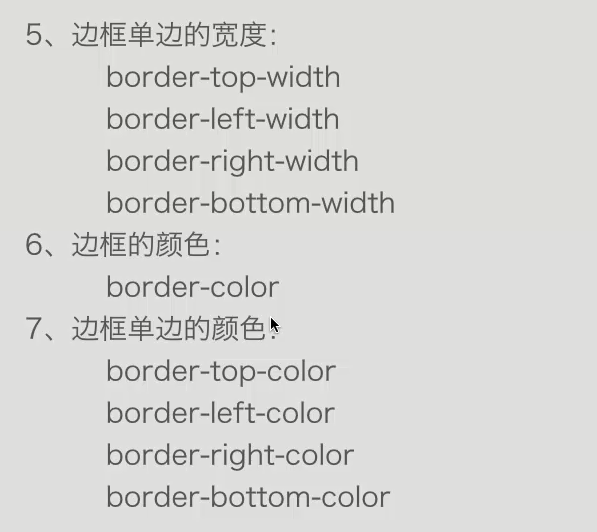 5、边框单边的宽度：
border-top-width
border-left-width
border-right-width
border-bottom-width
6、边框的颜色：
border-color
7、边框单边的颜色：
border-top-color
border-left-color
border-right-color
border-bottom-color